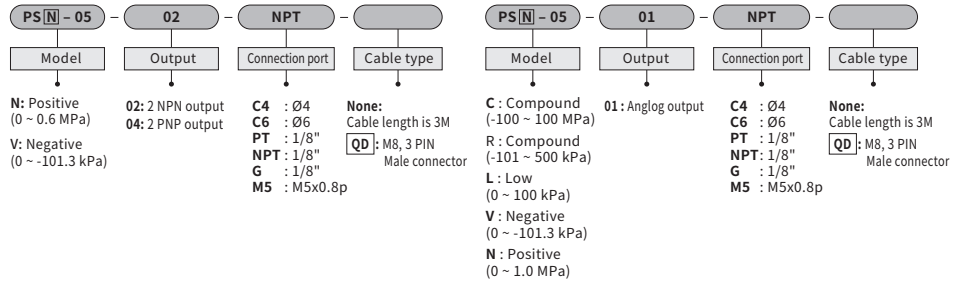 PS N – 05 – 02 – NPT –
Model Output Connection port Cable type
N: Positive
(0 ~ 0.6 MPa)
V: Negative
(0 ~ -101.3 kPa)
02: 2 NPN output
04: 2 PNP output
C4 : Ø4
C6 : Ø6
PT : 1/8"
NPT : 1/8"
G : 1/8"
M5 : M5x0.8p
None:
Cable length is 3M
QD : M8, 3 PIN
Male connector
PS N – 05 – 01 – NPT –
Model Output Connection port Cable type
C : Compound
(-100 ~ 100 MPa)
R : Compound
(-101 ~ 500 kPa)
L : Low
(0 ~ 100 kPa)
V : Negative
(0 ~ -101.3 kPa)
N : Positive
(0 ~ 1.0 MPa)
01 : Anglog output
C4 : Ø4
C6 : Ø6
PT : 1/8"
NPT : 1/8"
G : 1/8"
M5 : M5x0.8p
None:
Cable length is 3M
QD : M8, 3 PIN
Male connector